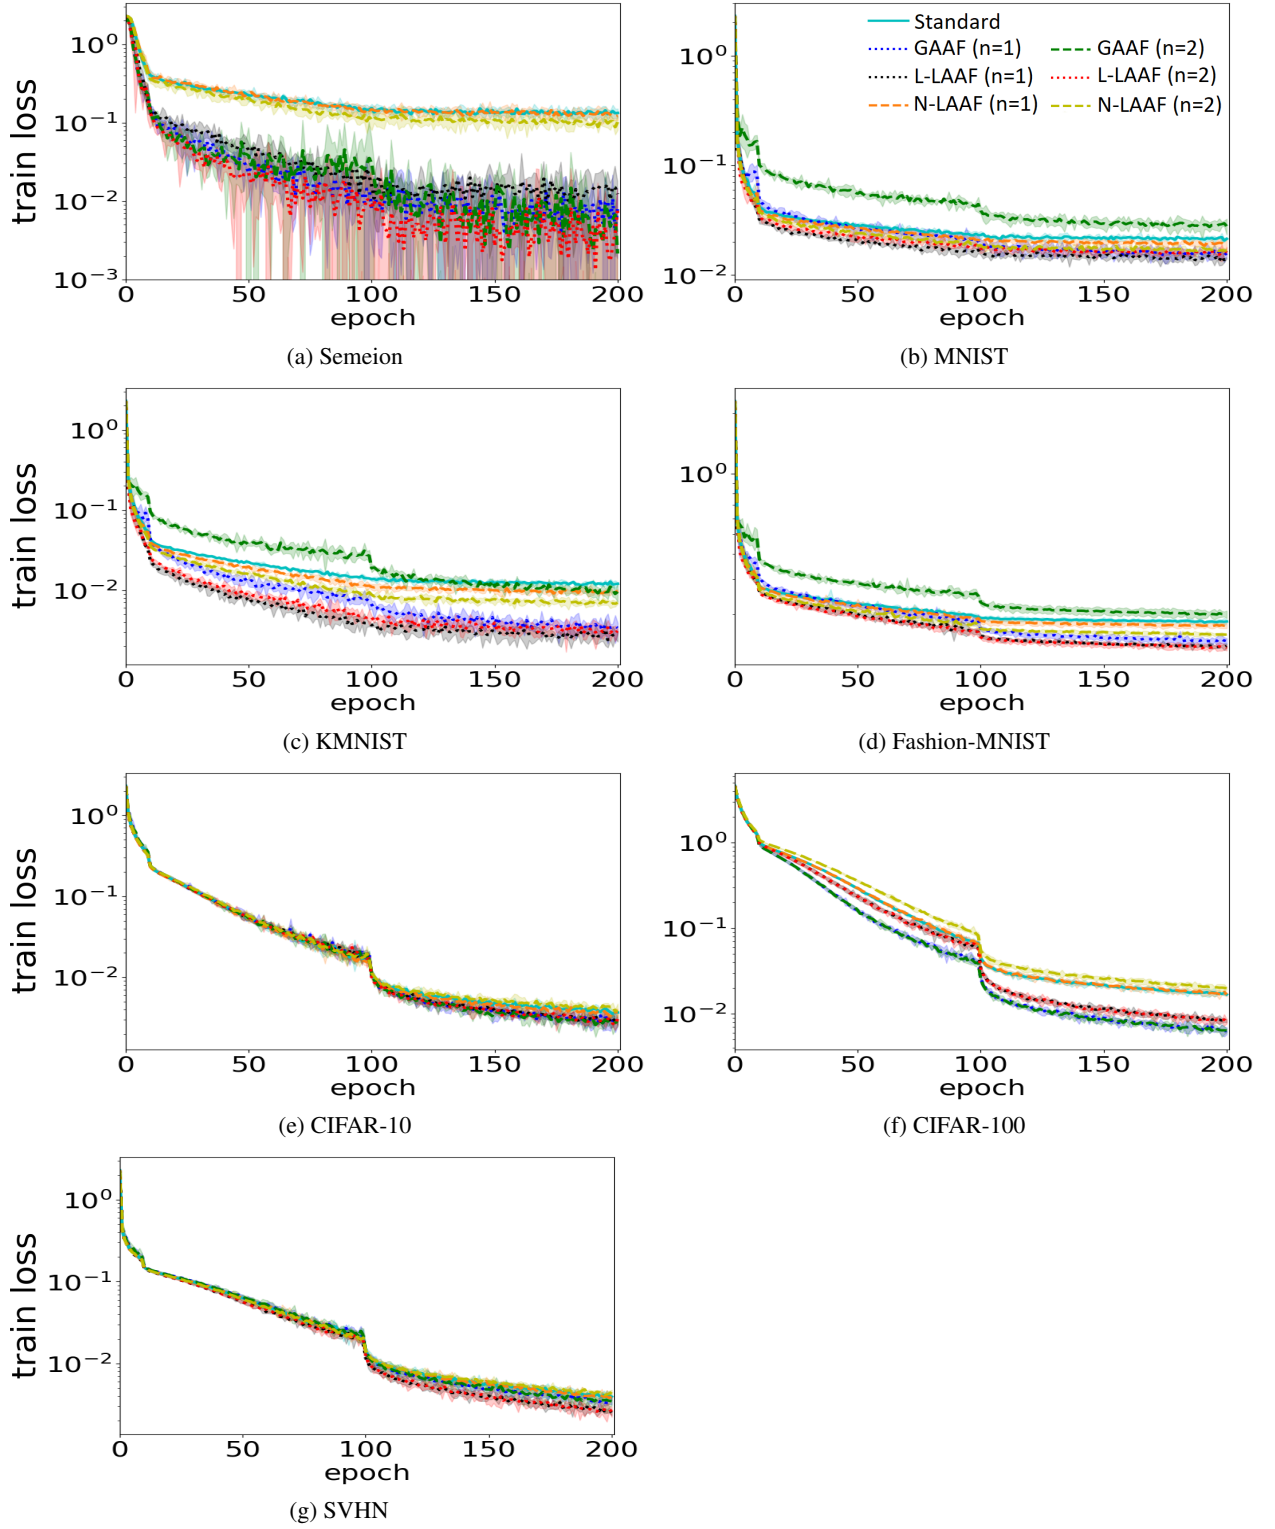 10⁰
10⁻¹
10⁻²
10⁻³
train loss
0 50 100 150 200
epoch
(a) Semeion
Standard
GAAF (n=1) GAAF (n=2)
L-LAAF (n=1) L-LAAF (n=2)
N-LAAF (n=1) N-LAAF (n=2)
10⁰
10⁻¹
10⁻²
0 50 100 150 200
epoch
(b) MNIST
10⁰
10⁻¹
10⁻²
train loss
0 50 100 150 200
epoch
(c) KMNIST
10⁰
0 50 100 150 200
epoch
(d) Fashion-MNIST
10⁰
10⁻¹
10⁻²
train loss
0 50 100 150 200
epoch
(e) CIFAR-10
10⁰
10⁻¹
10⁻²
0 50 100 150 200
epoch
(f) CIFAR-100
10⁰
10⁻¹
10⁻²
train loss
0 50 100 150 200
epoch
(g) SVHN